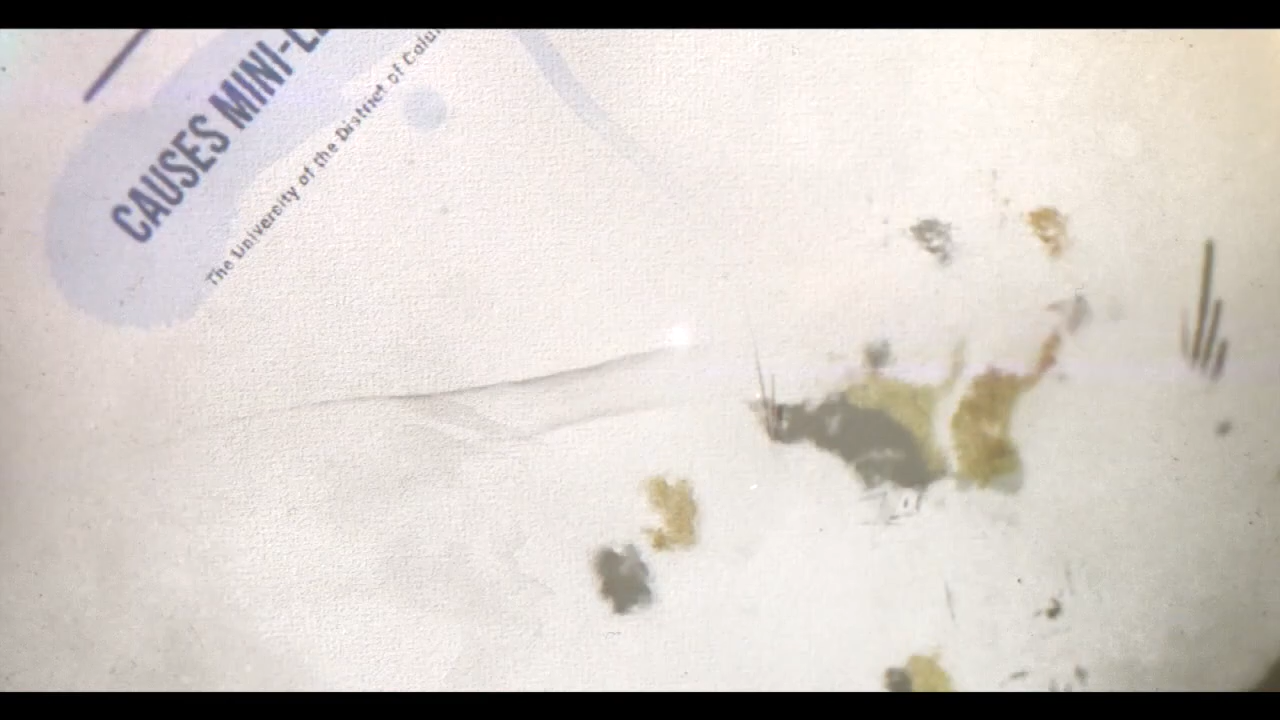 CAUSES MINI-
The University of the District of